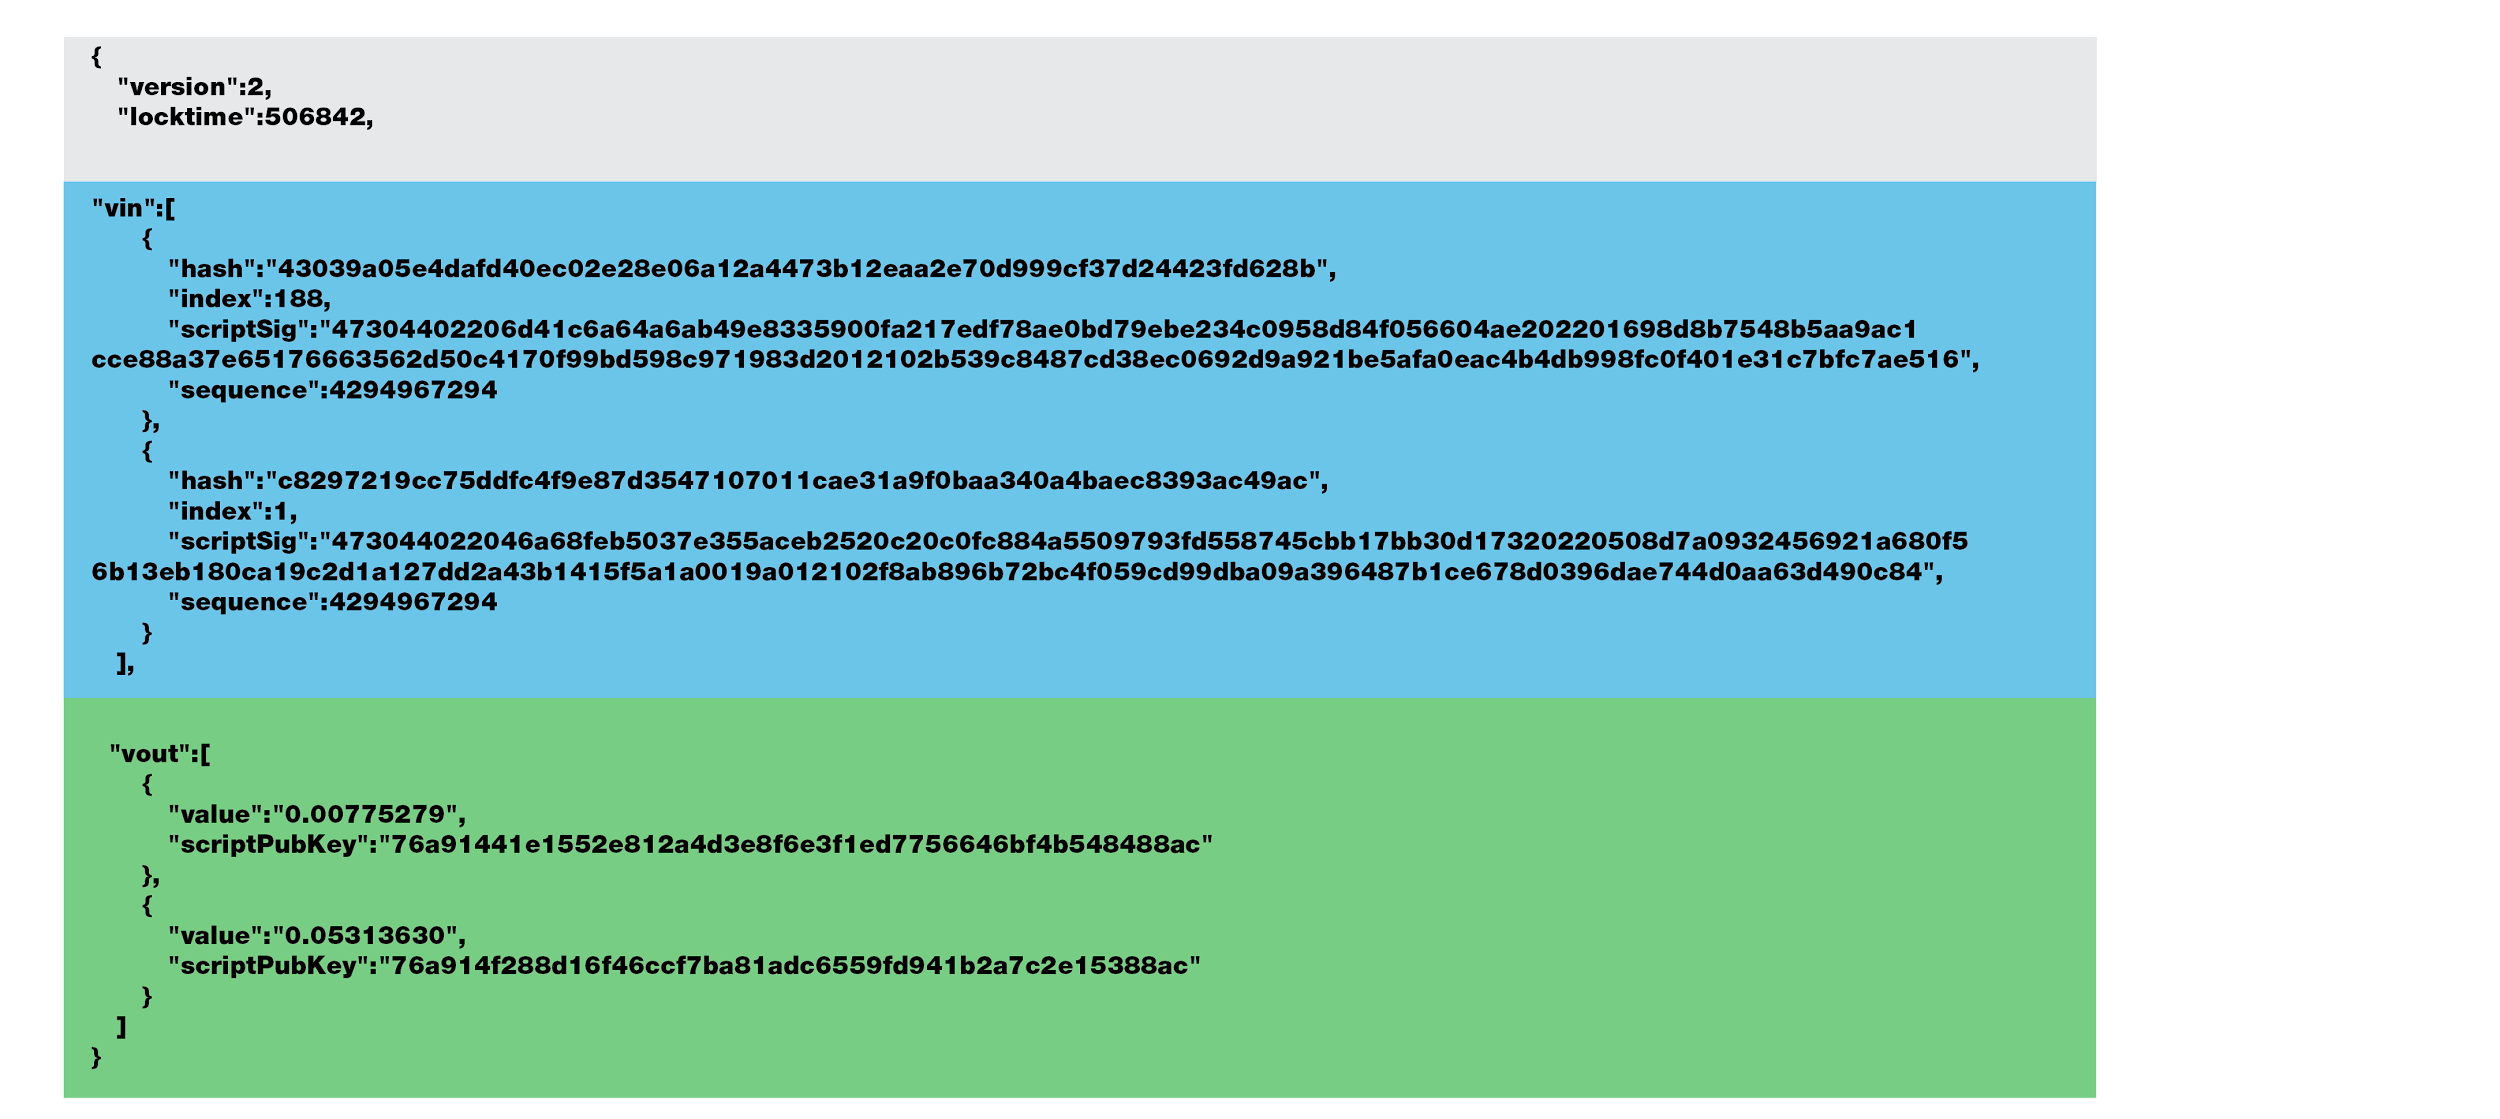 {
"version":2,
"locktime":506842,
"vin":[
{
"hash":"43039a05e4dafd40ec02e28e06a12a4473b12eaa2e70d999cf37d24423fd628b",
"index":188,
"scriptSig":"47304402206d41c6a64a6ab49e8335900fa217edf78ae0bd79ebe234c0958d84f056604ae202201698d8b7548b5aa9ac1
cce88a37e65176663562d50c4170f99bd598c971983d2012102b539c8487cd38ec0692d9a921be5afa0eac4b4db998fc0f401e31c7bfc7ae516",
"sequence":4294967294
},
{
"hash":"c8297219cc75ddfc4f9e87d3547107011cae31a9f0baa340a4baec8393ac49ac",
"index":1,
"scriptSig":"473044022046a68feb5037e355aceb2520c20c0fc884a5509793fd558745cbb17bb30d17320220508d7a0932456921a680f5
6b13eb180ca19c2d1a127dd2a43b1415f5a1a0019a012102f8ab896b72bc4f059cd99dba09a396487b1ce678d0396dae744d0aa63d490c84",
"sequence":4294967294
}
],
"vout":[
{
"value":"0.00775279",
"scriptPubKey":"76a91441e1552e812a4d3e8f6e3f1ed7756646bf4b548488ac"
},
{
"value":"0.05313630",
"scriptPubKey":"76a914f288d16f46ccf7ba81adc6559fd941b2a7c2e15388ac"
}
]
}